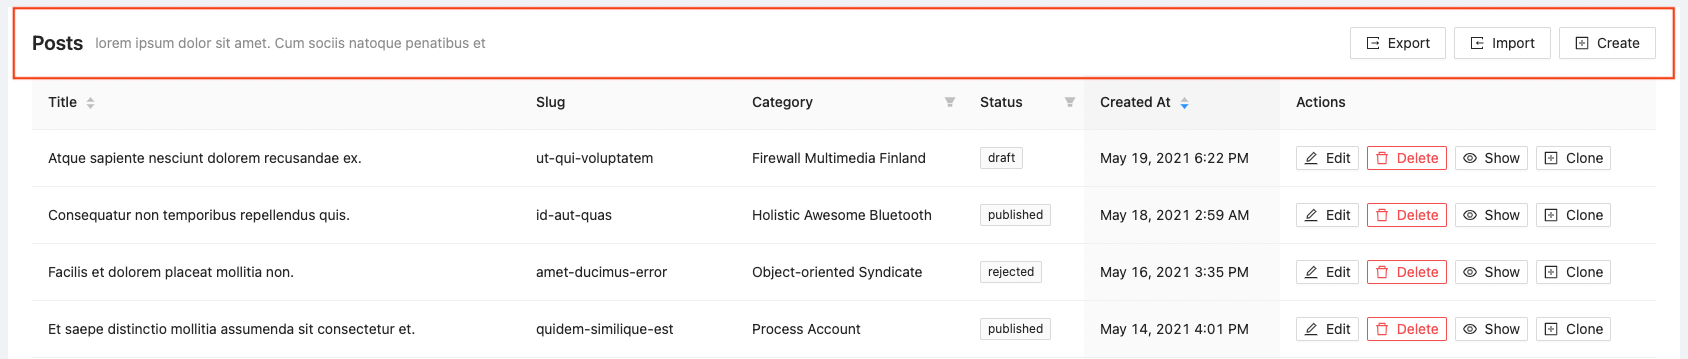 Posts lorem ipsum dolor sit amet. Cum sociis natoque penatibus et Export Import Create
Title Slug Category Status Created At Actions
Atque sapiente nesciunt dolorem recusandae ex. ut-qui-voluptatem Firewall Multimedia Finland draft May 19, 2021 6:22 PM Edit Delete Show Clone
Consequatur non temporibus repellendus quis. id-aut-quas Holistic Awesome Bluetooth published May 18, 2021 2:59 AM Edit Delete Show Clone
Facilis et dolorem placeat mollitia non. amet-ducimus-error Object-oriented Syndicate rejected May 16, 2021 3:35 PM Edit Delete Show Clone
Et saepe distinctio mollitia assumenda sit consectetur et. quidem-similique-est Process Account published May 14, 2021 4:01 PM Edit Delete Show Clone